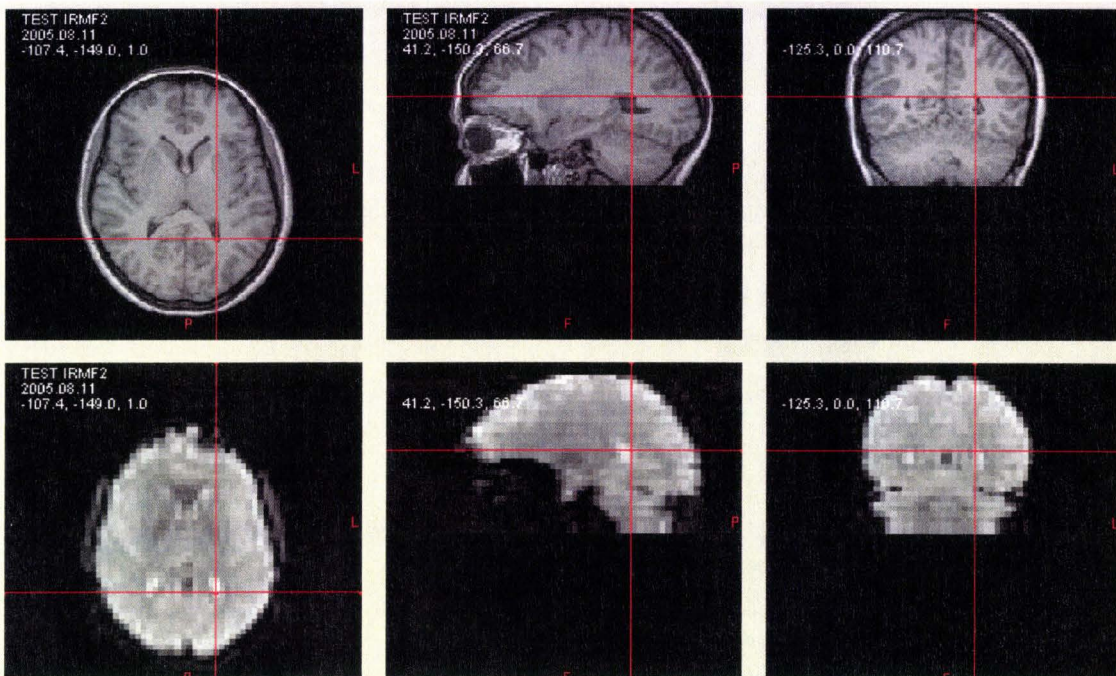 TEST IRMF2
2005.08.11
-107.4, -149.0, 1.0
L
P
TEST IRMF2
2005.08.11
41.2, -150.3, 66.7
P
F
-125.3, 0.0, 110.7
L
F
TEST IRMF2
2005.08.11
-107.4, -149.0, 1.0
L
41.2, -150.3, 66.7
P
-125.3, 0.0, 110.7
L